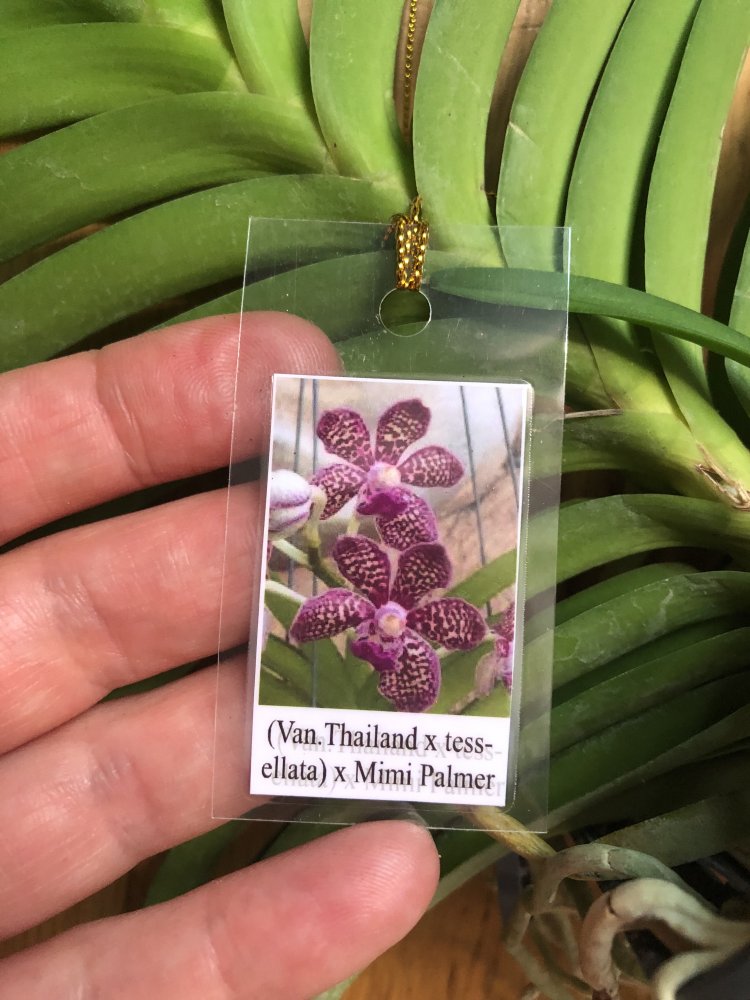 (Van.Thailand x tess-
ellata) x Mimi Palmer